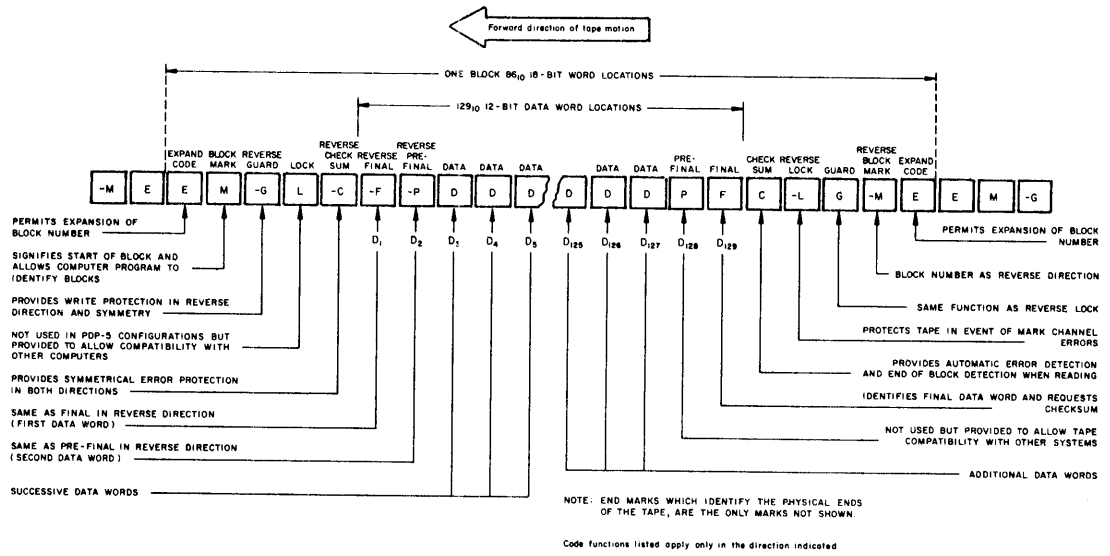 Forward direction of tape motion
ONE BLOCK 86₁₀ 18-BIT WORD LOCATIONS
129₁₀ 12-BIT DATA WORD LOCATIONS
EXPAND CODE
BLOCK MARK
REVERSE GUARD
LOCK
REVERSE CHECK SUM
REVERSE FINAL
REVERSE PRE-FINAL
DATA
DATA
DATA
DATA
DATA
PRE-FINAL
FINAL
CHECK SUM
REVERSE LOCK
GUARD
REVERSE BLOCK MARK
EXPAND CODE
-M E E M -G L -C -F -P D D D D D D P F C -L G -M E E M -G
D₁ D₂ D₃ D₄ D₅ D₁₂₅ D₁₂₆ D₁₂₇ D₁₂₈ D₁₂₉
PERMITS EXPANSION OF
BLOCK NUMBER
SIGNIFIES START OF BLOCK AND
ALLOWS COMPUTER PROGRAM TO
IDENTIFY BLOCKS
PROVIDES WRITE PROTECTION IN REVERSE
DIRECTION AND SYMMETRY
NOT USED IN PDP-5 CONFIGURATIONS BUT
PROVIDED TO ALLOW COMPATIBILITY WITH
OTHER COMPUTERS
PROVIDES SYMMETRICAL ERROR PROTECTION
IN BOTH DIRECTIONS
SAME AS FINAL IN REVERSE DIRECTION
(FIRST DATA WORD)
SAME AS PRE-FINAL IN REVERSE DIRECTION
(SECOND DATA WORD)
SUCCESSIVE DATA WORDS
PERMITS EXPANSION OF BLOCK
NUMBER
BLOCK NUMBER AS REVERSE DIRECTION
SAME FUNCTION AS REVERSE LOCK
PROTECTS TAPE IN EVENT OF MARK CHANNEL
ERRORS
PROVIDES AUTOMATIC ERROR DETECTION
AND END OF BLOCK DETECTION WHEN READING
IDENTIFIES FINAL DATA WORD AND REQUESTS
CHECKSUM
NOT USED BUT PROVIDED TO ALLOW TAPE
COMPATIBILITY WITH OTHER SYSTEMS
ADDITIONAL DATA WORDS
NOTE: END MARKS WHICH IDENTIFY THE PHYSICAL ENDS
OF THE TAPE, ARE THE ONLY MARKS NOT SHOWN.
Code functions listed apply only in the direction indicated